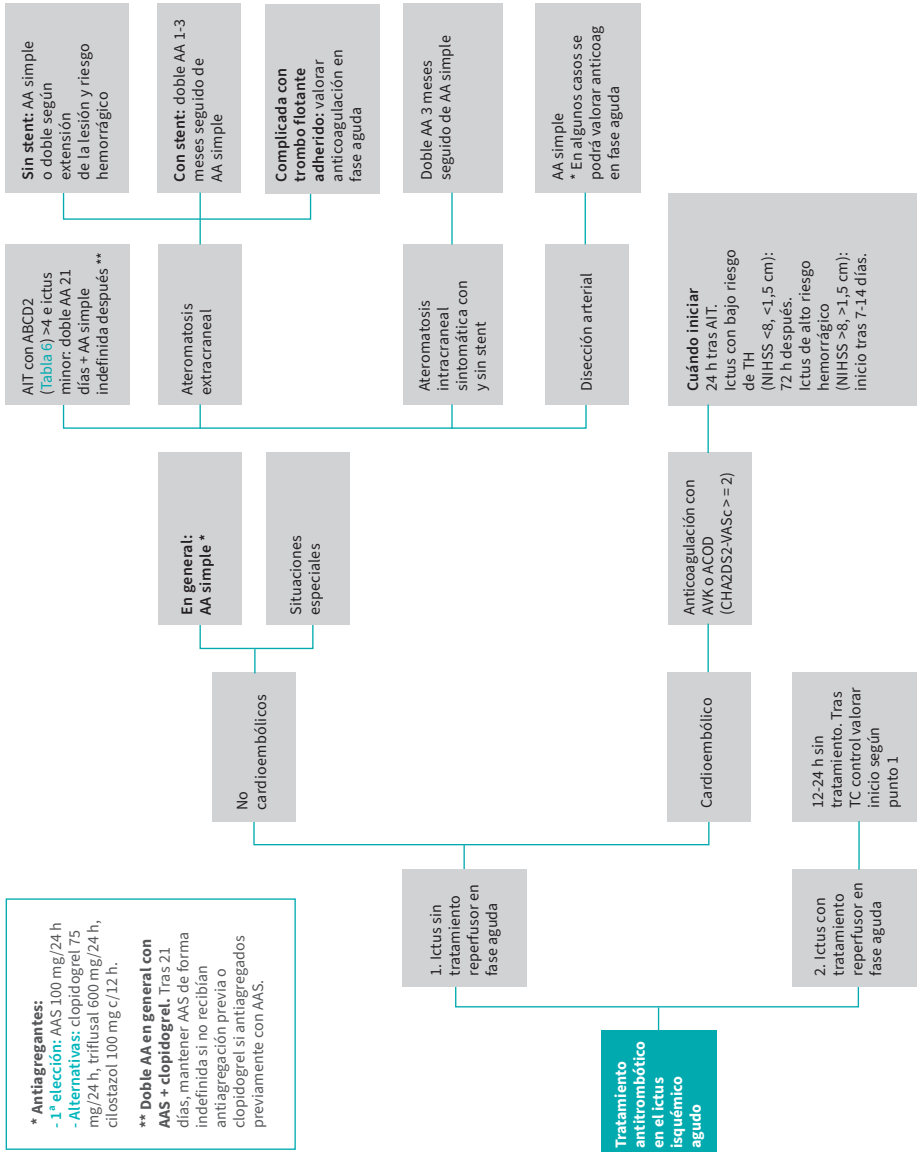 * Antiagregantes:
- 1ª elección: AAS 100 mg/24 h
- Alternativas: clopidogrel 75
mg/24 h, triflusal 600 mg/24 h,
cilostazol 100 mg c/12 h.
** Doble AA en general con
AAS + clopidogrel. Tras 21
días, mantener AAS de forma
indefinida si no recibían
antiagregación previa o
clopidogrel si antiagregados
previamente con AAS.
Tratamiento
antitrombótico
en el ictus
isquémico
agudo
1. Ictus sin
tratamiento
reperfusor en
fase aguda
No
cardioembólicos
En general:
AA simple *
Situaciones
especiales
AIT con ABCD2
(Tabla 6) >4 e ictus
minor: doble AA 21
días + AA simple
indefinida después **
Ateromatosis
extracraneal
Sin stent: AA simple
o doble según
extensión
de la lesión y riesgo
hemorrágico
Con stent: doble AA 1-3
meses seguido de
AA simple
Complicada con
trombo flotante
adherido: valorar
anticoagulación en
fase aguda
Ateromatosis
intracraneal
sintomática con
y sin stent
Doble AA 3 meses
seguido de AA simple
Disección arterial
AA simple
* En algunos casos se
podrá valorar anticoag
en fase aguda
Cardioembólico
Anticoagulación con
AVK o ACOD
(CHA2DS2-VASc > = 2)
Cuándo iniciar
24 h tras AIT.
Ictus con bajo riesgo
de TH
(NIHSS <8, <1,5 cm):
72 h después.
Ictus de alto riesgo
hemorrágico
(NIHSS >8, >1,5 cm):
inicio tras 7-14 días.
2. Ictus con
tratamiento
reperfusor en
fase aguda
12-24 h sin
tratamiento. Tras
TC control valorar
inicio según
punto 1